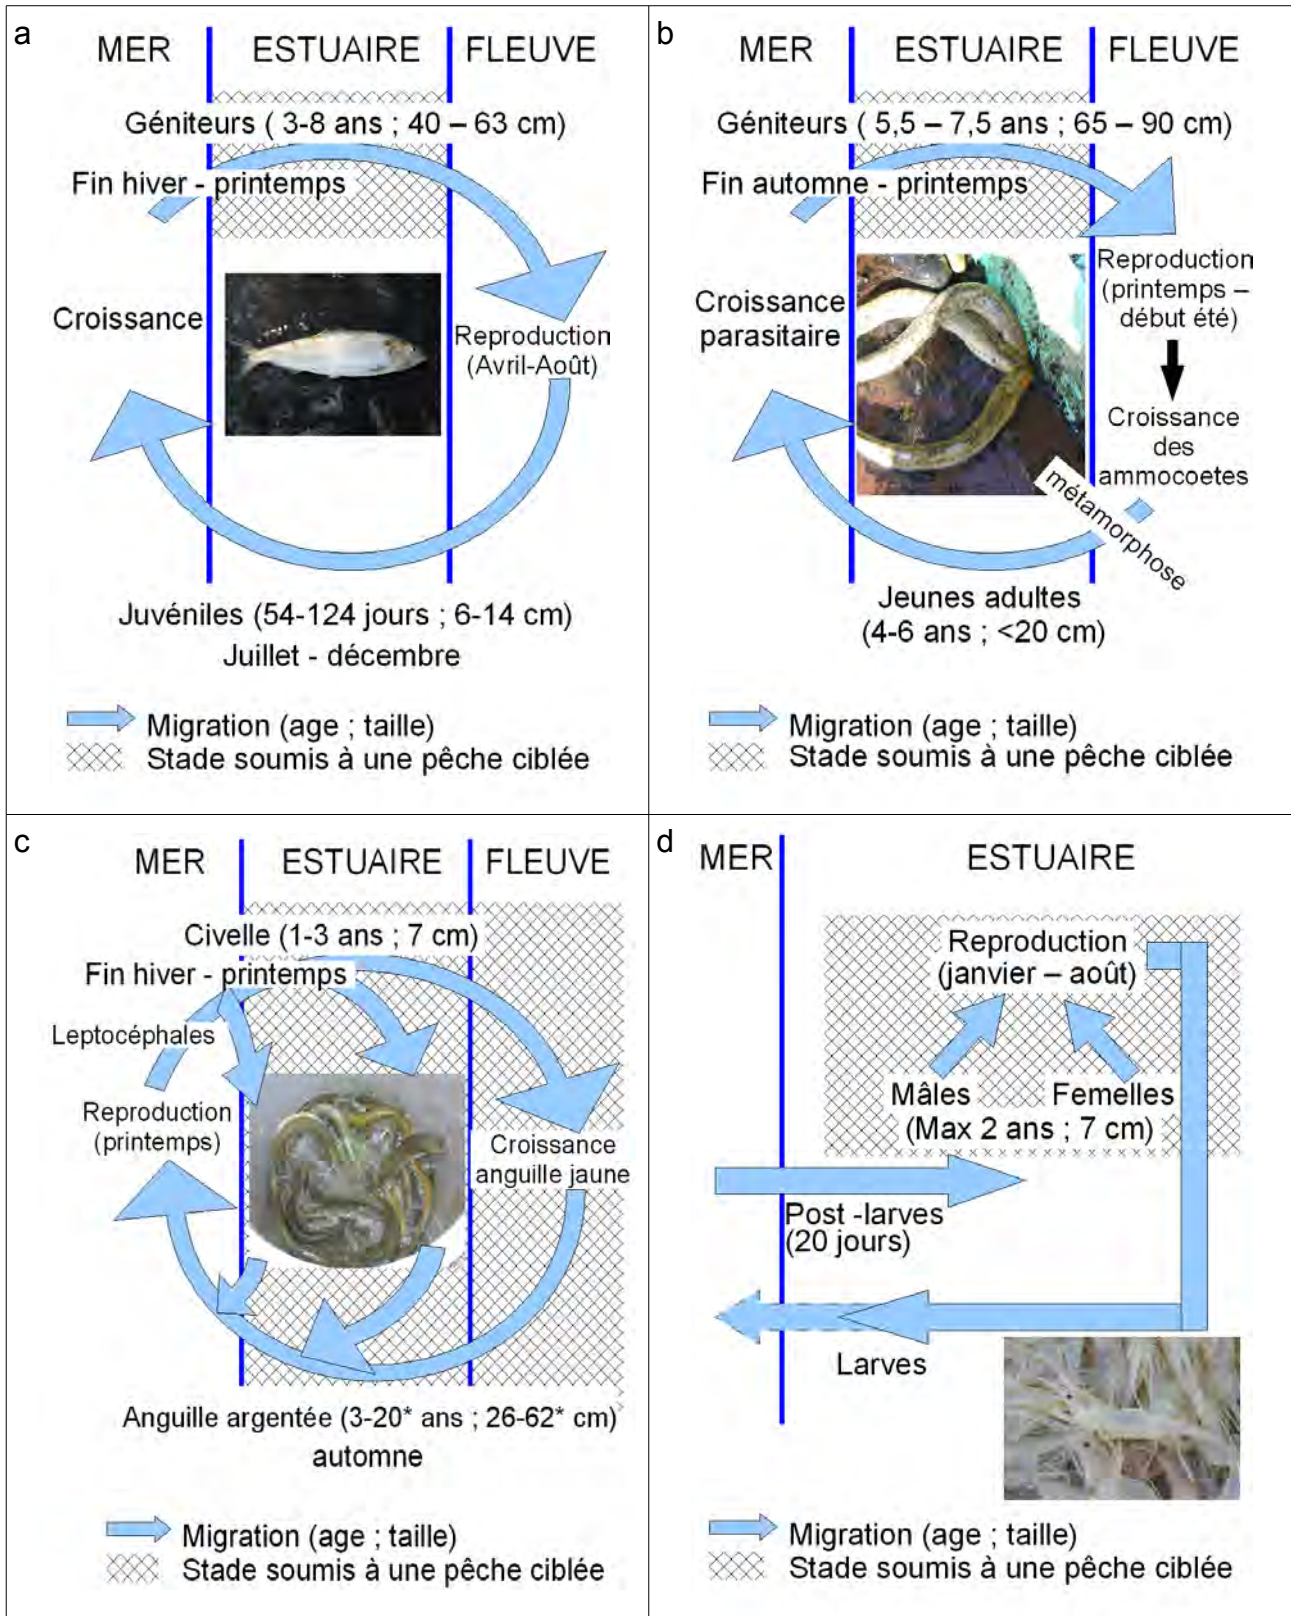 a
MER ESTUAIRE FLEUVE
Géniteurs ( 3-8 ans ; 40 – 63 cm)
Fin hiver - printemps
Croissance
Reproduction
(Avril-Août)
Juvéniles (54-124 jours ; 6-14 cm)
Juillet - décembre
Migration (age ; taille)
Stade soumis à une pêche ciblée
b
MER ESTUAIRE FLEUVE
Géniteurs ( 5,5 – 7,5 ans ; 65 – 90 cm)
Fin automne - printemps
Reproduction
(printemps –
début été)
Croissance
parasitaire
Croissance
des
ammocoetes
métamorphose
Jeunes adultes
(4-6 ans ; <20 cm)
Migration (age ; taille)
Stade soumis à une pêche ciblée
c
MER ESTUAIRE FLEUVE
Civelle (1-3 ans ; 7 cm)
Fin hiver - printemps
Leptocéphales
Reproduction
(printemps)
Croissance
anguille jaune
Anguille argentée (3-20* ans ; 26-62* cm)
automne
Migration (age ; taille)
Stade soumis à une pêche ciblée
d
MER ESTUAIRE
Reproduction
(janvier – août)
Mâles Femelles
(Max 2 ans ; 7 cm)
Post -larves
(20 jours)
Larves
Migration (age ; taille)
Stade soumis à une pêche ciblée